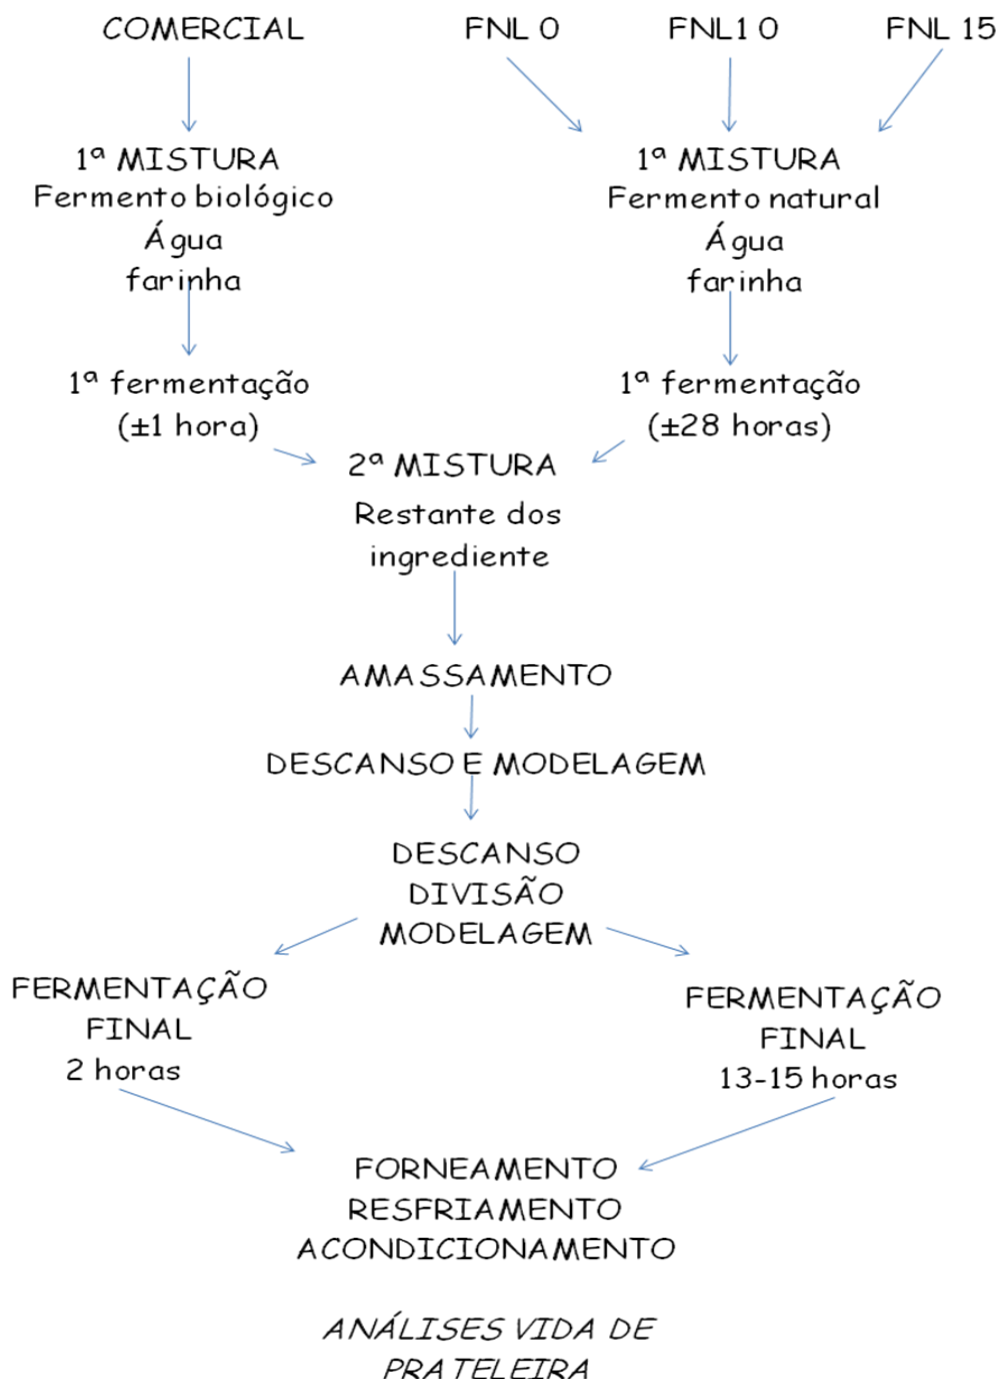 COMERCIAL
FNL 0
FNL1 0
FNL 15
1ª MISTURA
Fermento biológico
Água
farinha
1ª MISTURA
Fermento natural
Água
farinha
1ª fermentação
(±1 hora)
1ª fermentação
(±28 horas)
2ª MISTURA
Restante dos
ingrediente
AMASSAMENTO
DESCANSO E MODELAGEM
DESCANSO
DIVISÃO
MODELAGEM
FERMENTAÇÃO
FINAL
2 horas
FERMENTAÇÃO
FINAL
13-15 horas
FORNEAMENTO
RESFRIAMENTO
ACONDICIONAMENTO
ANÁLISES VIDA DE
PRATELEIRA